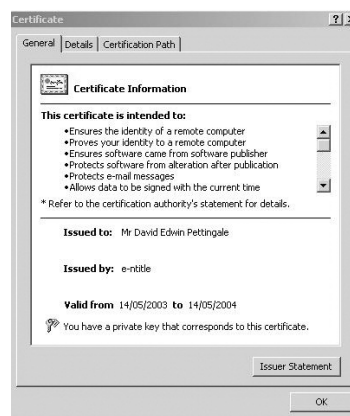 Certificate
General Details Certification Path
Certificate Information
This certificate is intended to:
•Ensures the identity of a remote computer
•Proves your identity to a remote computer
•Ensures software came from software publisher
•Protects software from alteration after publication
•Protects e-mail messages
•Allows data to be signed with the current time
* Refer to the certification authority's statement for details.
Issued to: Mr David Edwin Pettingale
Issued by: e-ntitle
Valid from 14/05/2003 to 14/05/2004
You have a private key that corresponds to this certificate.
Issuer Statement
OK